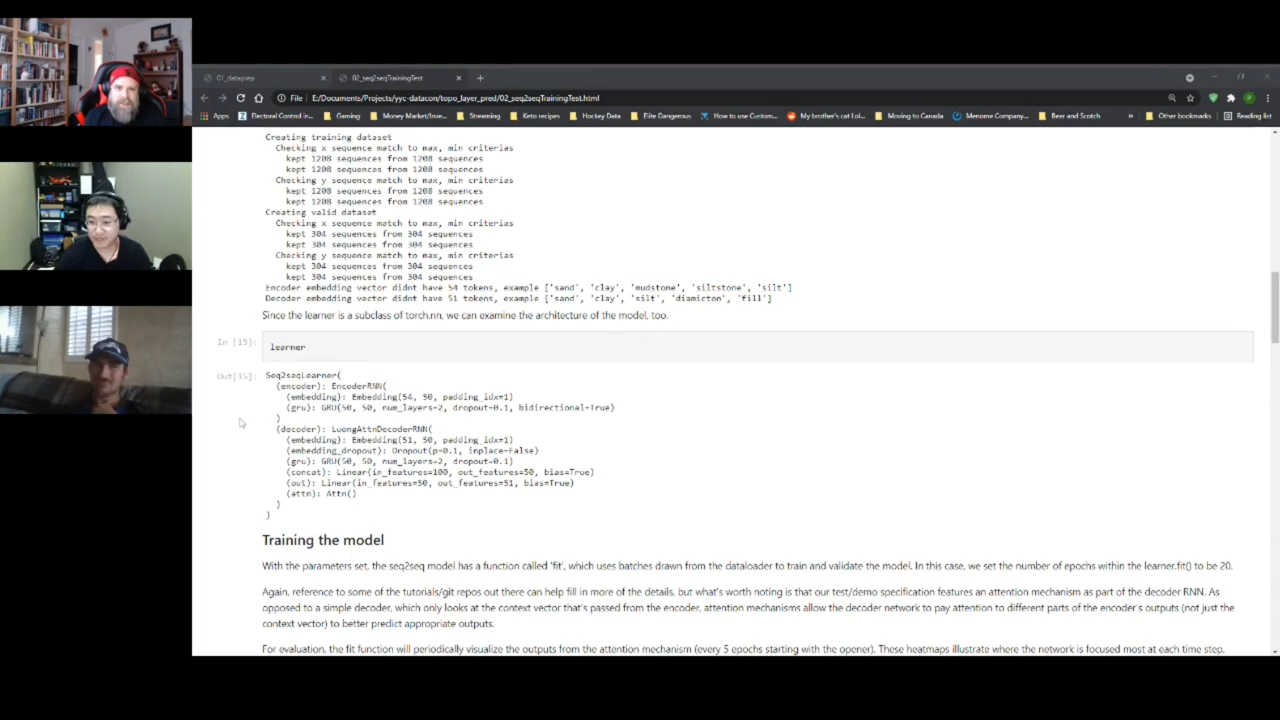 01_dataprep
02_seq2seqTrainingTest
File
E:/Documents/Projects/yyc-datacon/topo_layer_pred/02_seq2seqTrainingTest.html
Apps
Electoral Control in...
Gaming
Money Market/Inve...
Streaming
Keto recipes
Hockey Data
Elite Dangerous
How to use Custom...
My brother's cat Lol...
Moving to Canada
Menome Company...
Beer and Scotch
»
Other bookmarks
Reading list
Creating training dataset
Checking x sequence match to max, min criterias
kept 1208 sequences from 1208 sequences
kept 1208 sequences from 1208 sequences
Checking y sequence match to max, min criterias
kept 1208 sequences from 1208 sequences
kept 1208 sequences from 1208 sequences
Creating valid dataset
Checking x sequence match to max, min criterias
kept 304 sequences from 304 sequences
kept 304 sequences from 304 sequences
Checking y sequence match to max, min criterias
kept 304 sequences from 304 sequences
kept 304 sequences from 304 sequences
Encoder embedding vector didnt have 54 tokens, example ['sand', 'clay', 'mudstone', 'siltstone', 'silt']
Decoder embedding vector didnt have 51 tokens, example ['sand', 'clay', 'silt', 'diamicton', 'fill']
Since the learner is a subclass of torch.nn, we can examine the architecture of the model, too.
In [15]:
learner
Out[15]:
Seq2seqLearner(
(encoder): EncoderRNN(
(embedding): Embedding(54, 50, padding_idx=1)
(gru): GRU(50, 50, num_layers=2, dropout=0.1, bidirectional=True)
)
(decoder): LuongAttnDecoderRNN(
(embedding): Embedding(51, 50, padding_idx=1)
(embedding_dropout): Dropout(p=0.1, inplace=False)
(gru): GRU(50, 50, num_layers=2, dropout=0.1)
(concat): Linear(in_features=100, out_features=50, bias=True)
(out): Linear(in_features=50, out_features=51, bias=True)
(attn): Attn()
)
)
Training the model
With the parameters set, the seq2seq model has a function called 'fit', which uses batches drawn from the dataloader to train and validate the model. In this case, we set the number of epochs within the learner.fit() to be 20.
Again, reference to some of the tutorials/git repos out there can help fill in more of the details, but what's worth noting is that our test/demo specification features an attention mechanism as part of the decoder RNN. As
opposed to a simple decoder, which only looks at the context vector that's passed from the encoder, attention mechanisms allow the decoder network to pay attention to different parts of the encoder's outputs (not just the
context vector) to better predict appropriate outputs.
For evaluation, the fit function will periodically visualize the outputs from the attention mechanism (every 5 epochs starting with the opener). These heatmaps illustrate where the network is focused most at each time step.